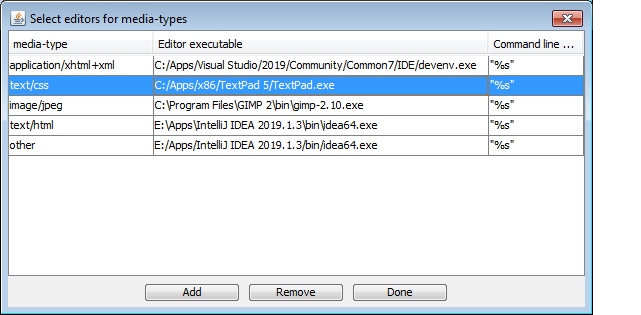 Select editors for media-types
media-type Editor executable Command line ...
application/xhtml+xml C:/Apps/Visual Studio/2019/Community/Common7/IDE/devenv.exe "%s"
text/css C:/Apps/x86/TextPad 5/TextPad.exe "%s"
image/jpeg C:\Program Files\GIMP 2\bin\gimp-2.10.exe "%s"
text/html E:\Apps\IntelliJ IDEA 2019.1.3\bin\idea64.exe "%s"
other E:/Apps/IntelliJ IDEA 2019.1.3/bin/idea64.exe "%s"
Add Remove Done